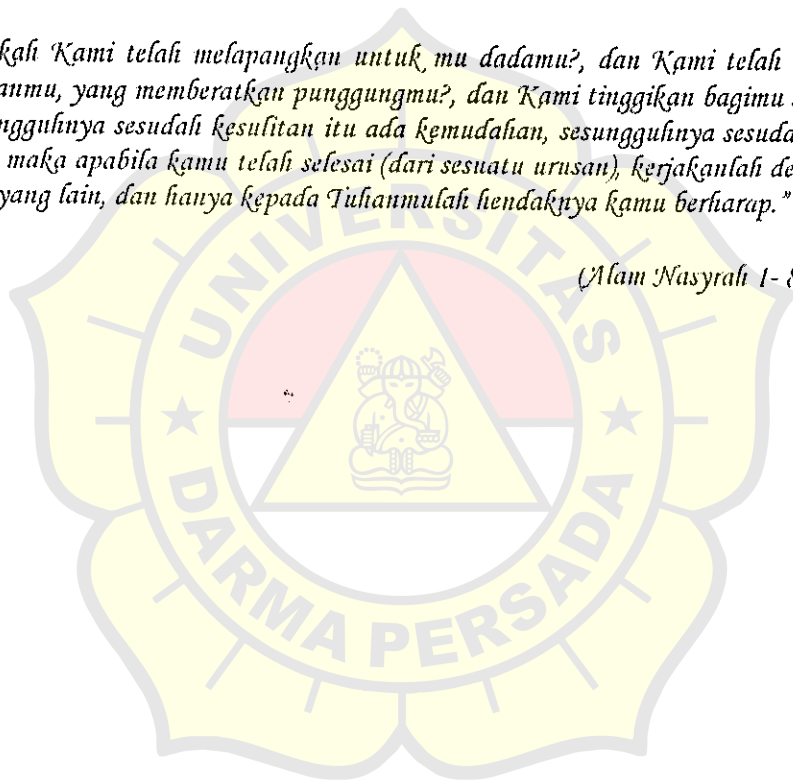 kah Kami telah melapangkan untuk mu dadamu?, dan Kami telah
anmu, yang memberatkan punggungmu?, dan Kami tinggikan bagimu
ngguhnya sesudah kesulitan itu ada kemudahan, sesungguhnya sesuda
maka apabila kamu telah selesai (dari sesuatu urusan), kerjakanlah de
yang lain, dan hanya kepada Tuhanmulah hendaknya kamu berharap."
(Alam Nasyrah 1- 8
UNIVERSITAS
DARMA PERSADA